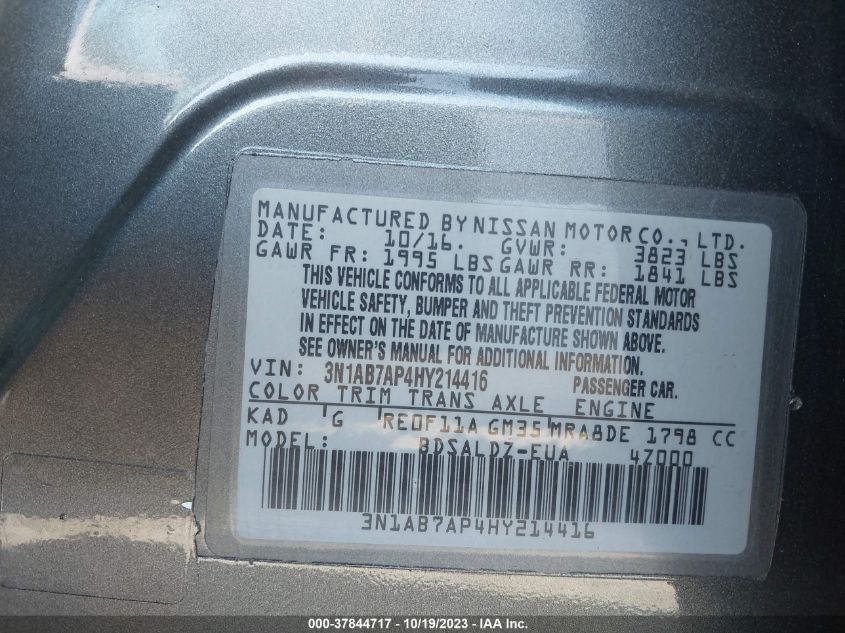 MANUFACTURED BY NISSAN MOTOR CO., LTD.
DATE: 10/16. GVWR: 3823 LBS
GAWR FR: 1995 LBS GAWR RR: 1841 LBS
THIS VEHICLE CONFORMS TO ALL APPLICABLE FEDERAL MOTOR
VEHICLE SAFETY, BUMPER AND THEFT PREVENTION STANDARDS
IN EFFECT ON THE DATE OF MANUFACTURE SHOWN ABOVE.
SEE OWNER'S MANUAL FOR ADDITIONAL INFORMATION.
VIN: 3N1AB7AP4HY214416 PASSENGER CAR.
COLOR TRIM TRANS AXLE ENGINE
KAD G RE0F11A GM35 MRA8DE 1798 CC
MODEL: BDSALDZ-EUA 4Z000
3N1AB7AP4HY214416
000-37844717 - 10/19/2023 - IAA Inc.